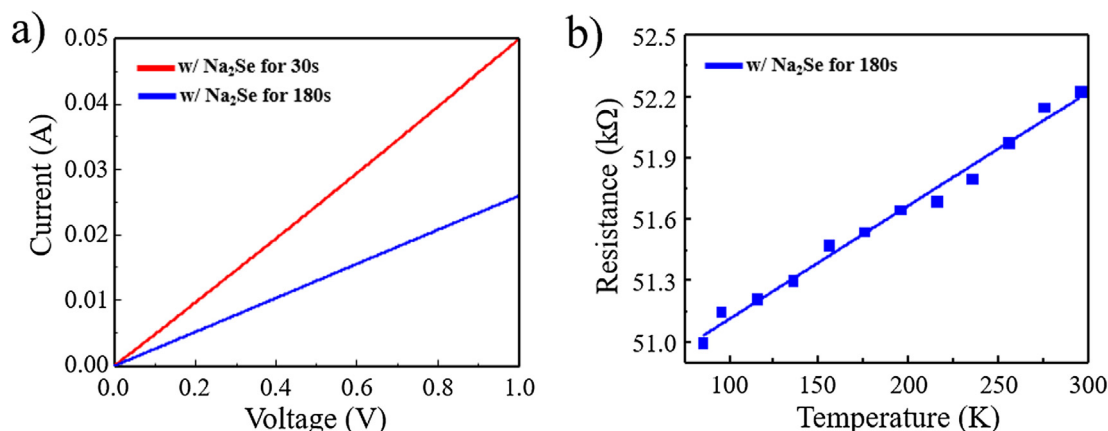 a)
0.05
0.04
0.03
0.02
0.01
0.00
Current (A)
w/ Na₂Se for 30s
w/ Na₂Se for 180s
0.0 0.2 0.4 0.6 0.8 1.0
Voltage (V)
b)
52.5
52.2
51.9
51.6
51.3
51.0
Resistance (kΩ)
w/ Na₂Se for 180s
100 150 200 250 300
Temperature (K)